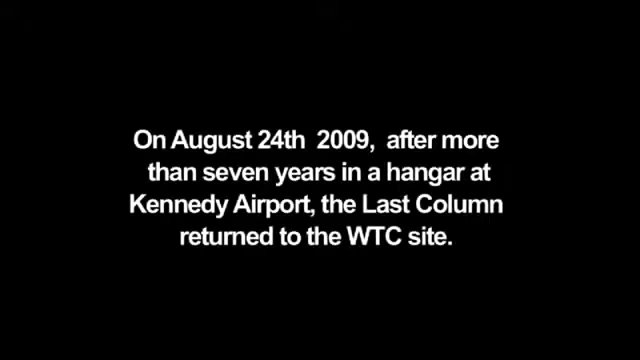 On August 24th  2009,  after more
than seven years in a hangar at
Kennedy Airport, the Last Column
returned to the WTC site.